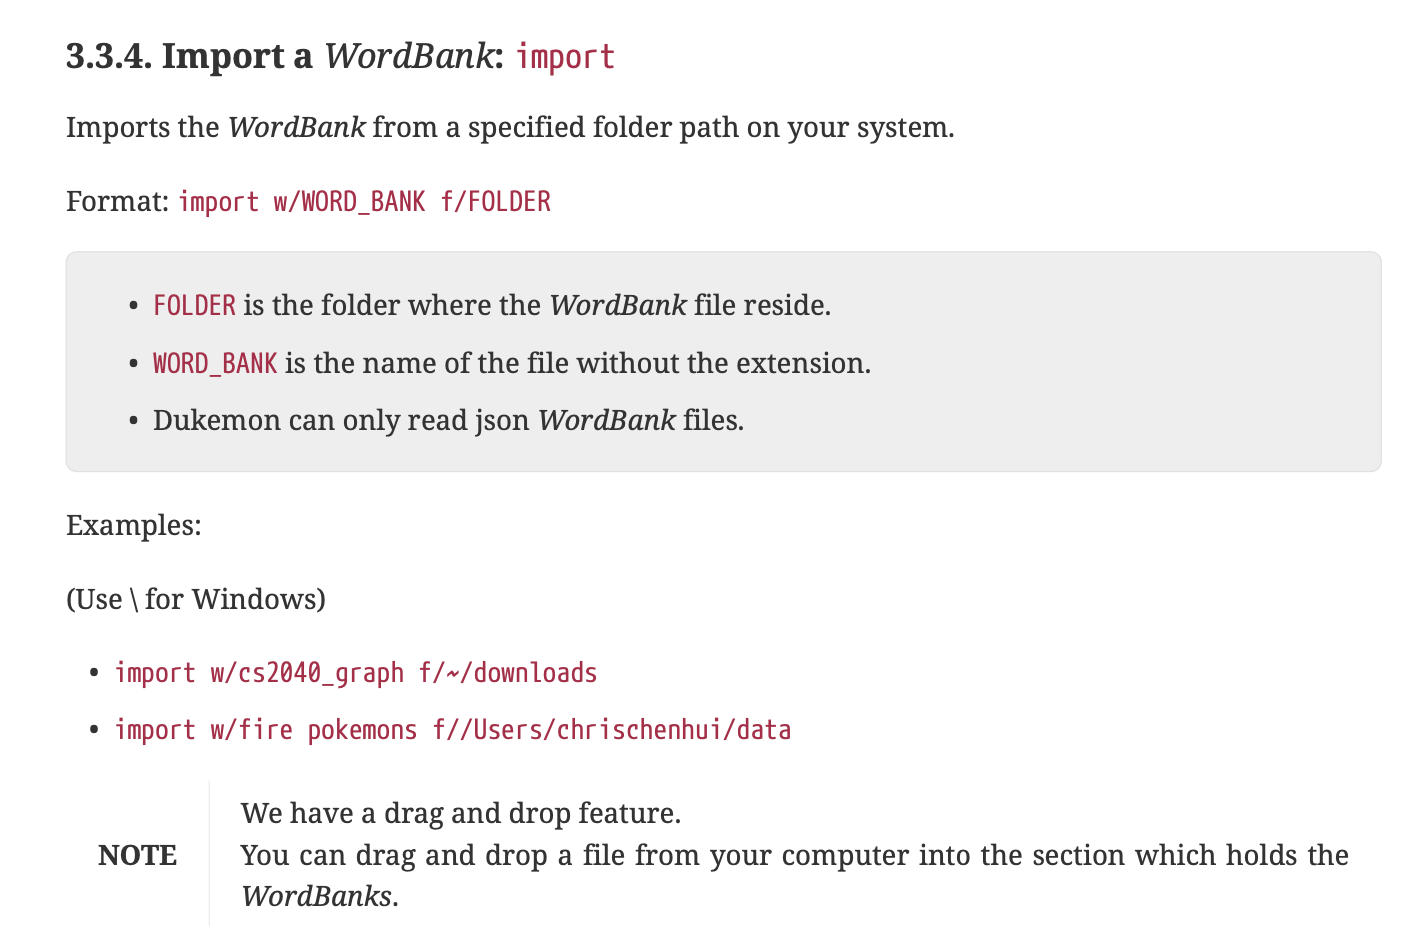 3.3.4. Import a WordBank: import
Imports the WordBank from a specified folder path on your system.
Format: import w/WORD_BANK f/FOLDER
• FOLDER is the folder where the WordBank file reside.
• WORD_BANK is the name of the file without the extension.
• Dukemon can only read json WordBank files.
Examples:
(Use \ for Windows)
• import w/cs2040_graph f/~/downloads
• import w/fire pokemons f//Users/chrischenhui/data
We have a drag and drop feature.
NOTE You can drag and drop a file from your computer into the section which holds the
WordBanks.